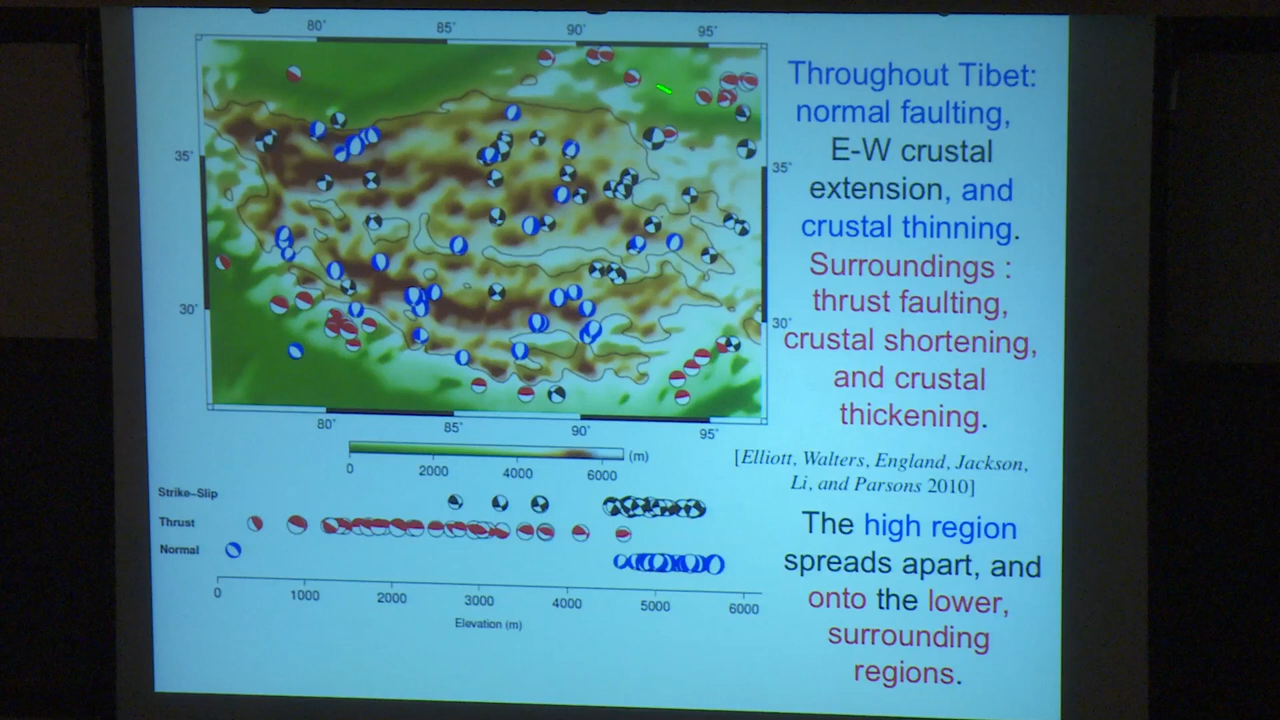 80°
85°
90°
95°
35°
35°
30°
30°
80°
85°
90°
95°
(m)
0
2000
4000
6000
Strike–Slip
Thrust
Normal
0
1000
2000
3000
4000
5000
6000
Elevation (m)
Throughout Tibet:
normal faulting,
E-W crustal
extension, and
crustal thinning.
Surroundings :
thrust faulting,
crustal shortening,
and crustal
thickening.
[Elliott, Walters, England, Jackson,
Li, and Parsons 2010]
The high region
spreads apart, and
onto the lower,
surrounding
regions.